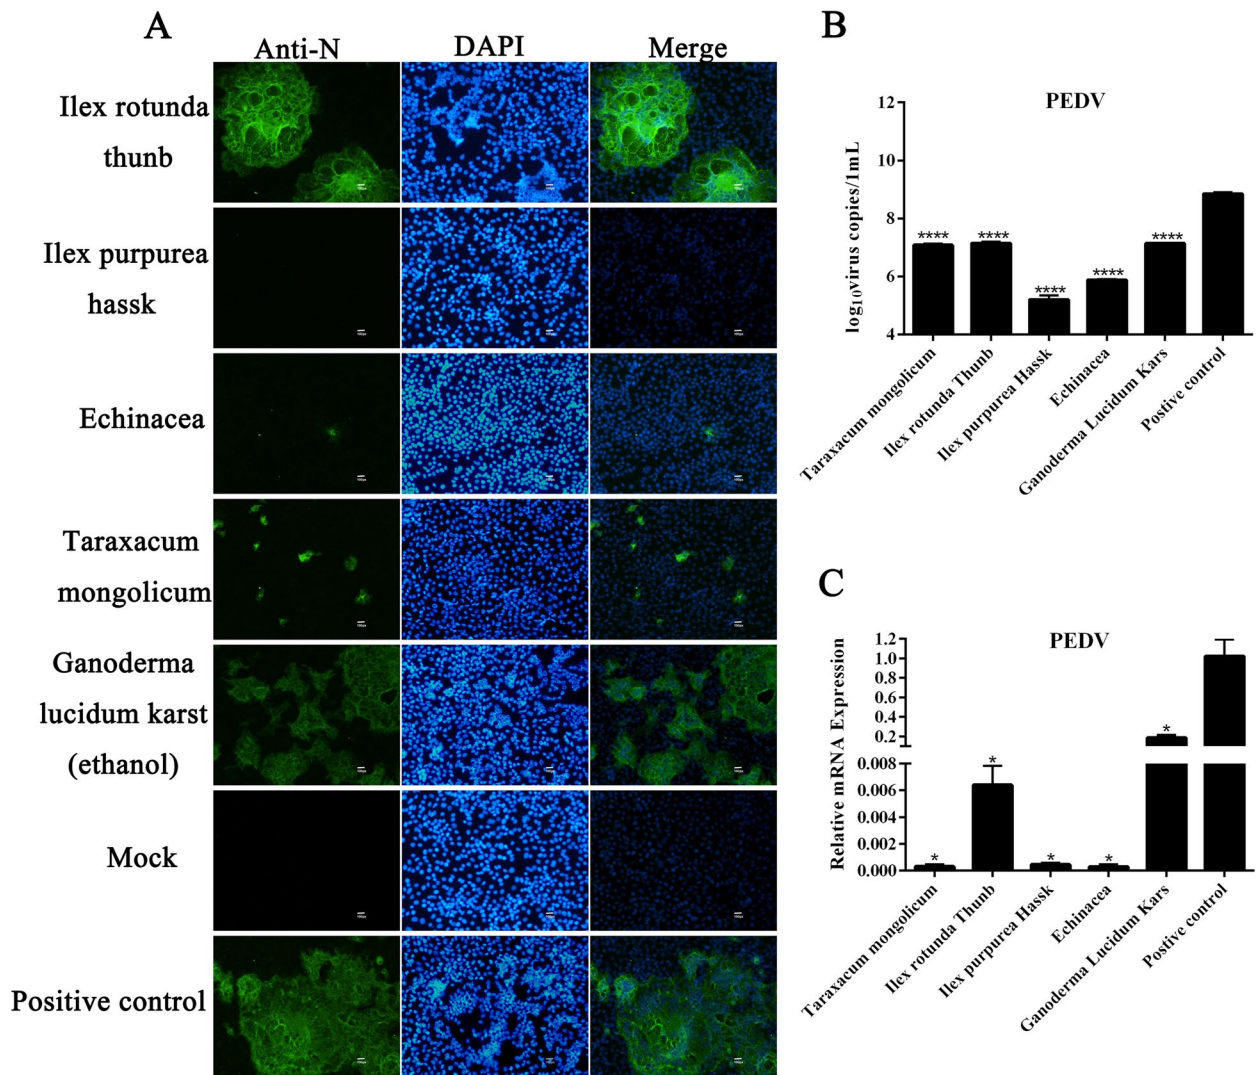 A
Anti-N
DAPI
Merge
Ilex rotunda
thunb
Ilex purpurea
hassk
Echinacea
Taraxacum
mongolicum
Ganoderma
lucidum karst
(ethanol)
Mock
Positive control
B
PEDV
log10virus copies/1mL
12
10
8
6
4
****
****
****
****
****
Taraxacum mongolicum
Ilex rotunda Thunb
Ilex purpurea Hassk
Echinacea
Ganoderma Lucidum Kars
Postive control
C
PEDV
Relative mRNA Expression
1.2
1.0
0.8
0.6
0.4
0.2
0.008
0.006
0.004
0.002
0.000
*
*
*
*
*
Taraxacum mongolicum
Ilex rotunda Thunb
Ilex purpurea Hassk
Echinacea
Ganoderma Lucidum Kars
Postive control